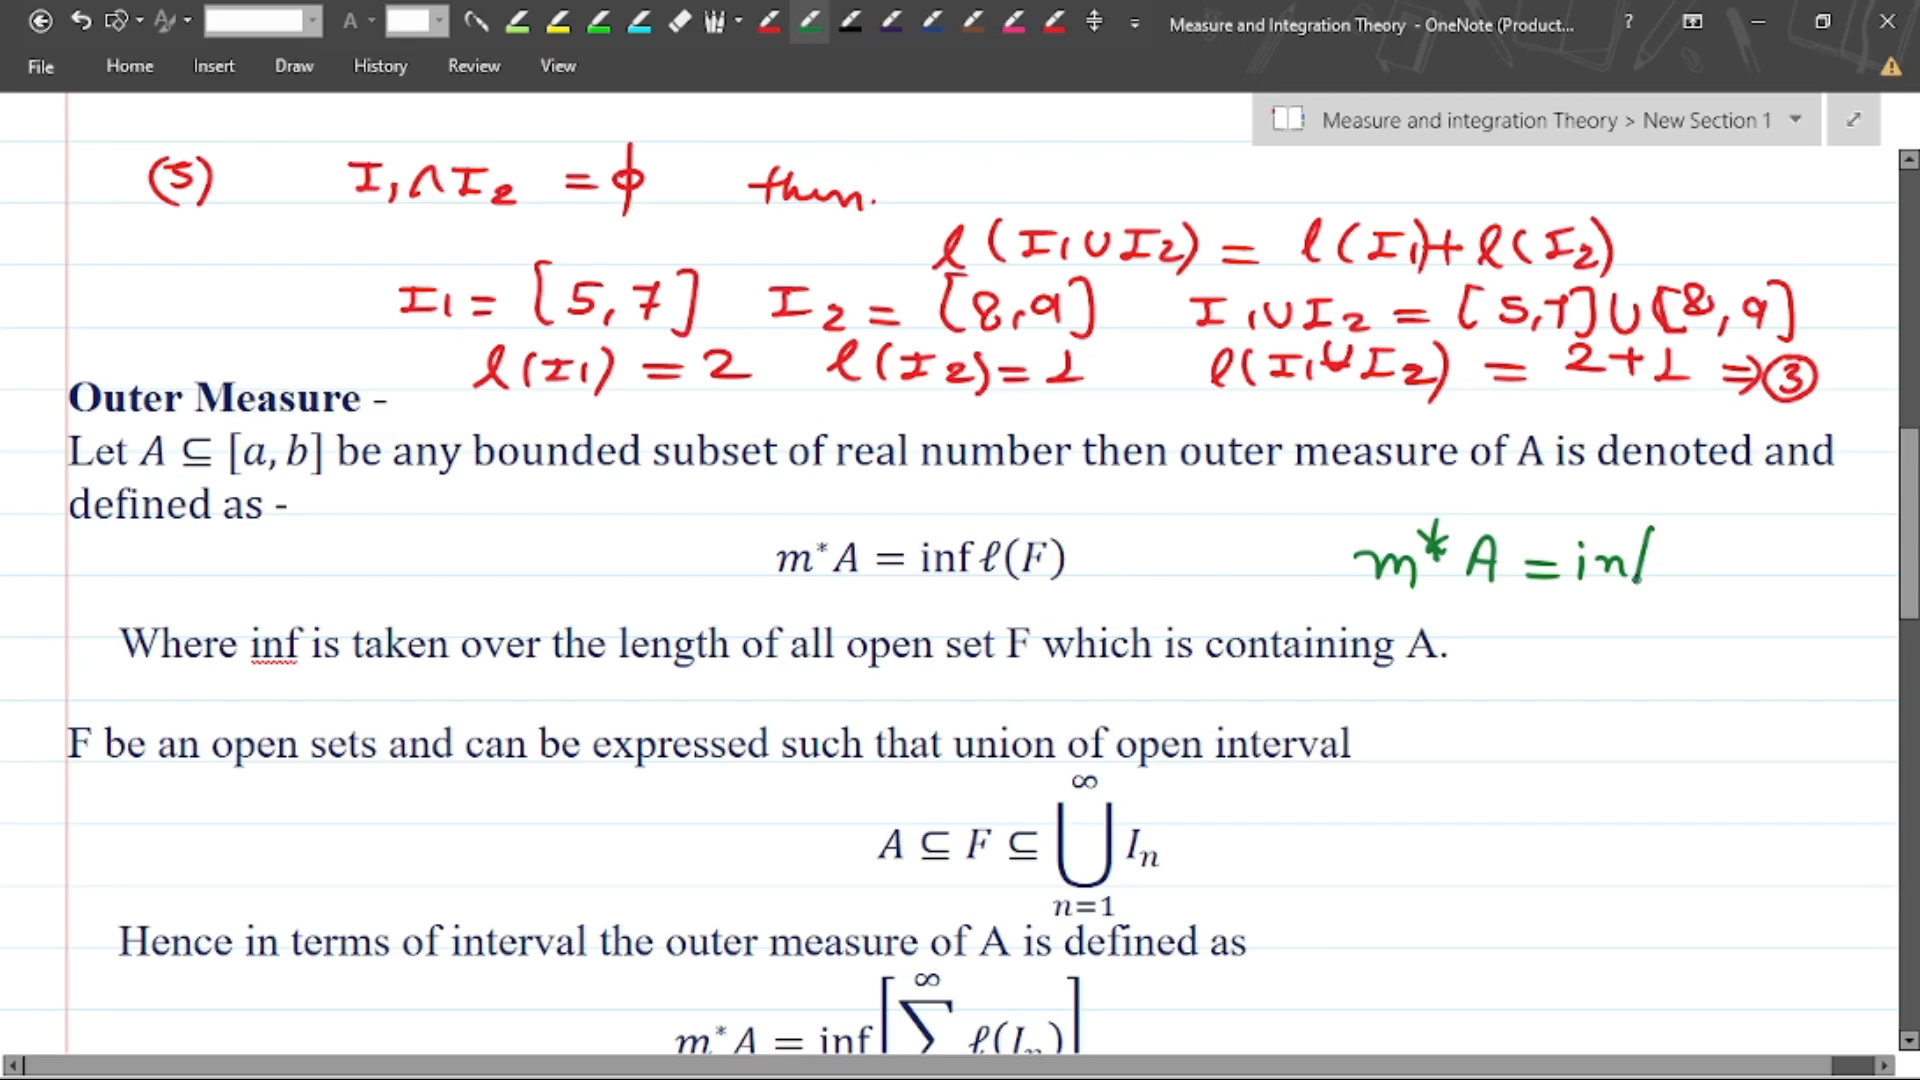 Measure and Integration Theory - OneNote (Product...
?
File Home Insert Draw History Review View
Measure and integration Theory > New Section 1
(5) I₁∩I₂ = ϕ then.
ℓ(I₁∪I₂) = ℓ(I₁)+ℓ(I₂)
I₁ = [5,7] I₂ = [8,9] I₁∪I₂ = [5,7]∪[8,9]
ℓ(I₁) = 2 ℓ(I₂)=1 ℓ(I₁∪I₂) = 2+1 ⇒ 3
Outer Measure -
Let A ⊆ [a, b] be any bounded subset of real number then outer measure of A is denoted and
defined as -
m*A = inf ℓ(F) m* A = inf
Where inf is taken over the length of all open set F which is containing A.
F be an open sets and can be expressed such that union of open interval
A ⊆ F ⊆ ⋃_{n=1}^{∞} Iₙ
Hence in terms of interval the outer measure of A is defined as
m*A = inf [∑^{∞} ℓ(Iₙ)]